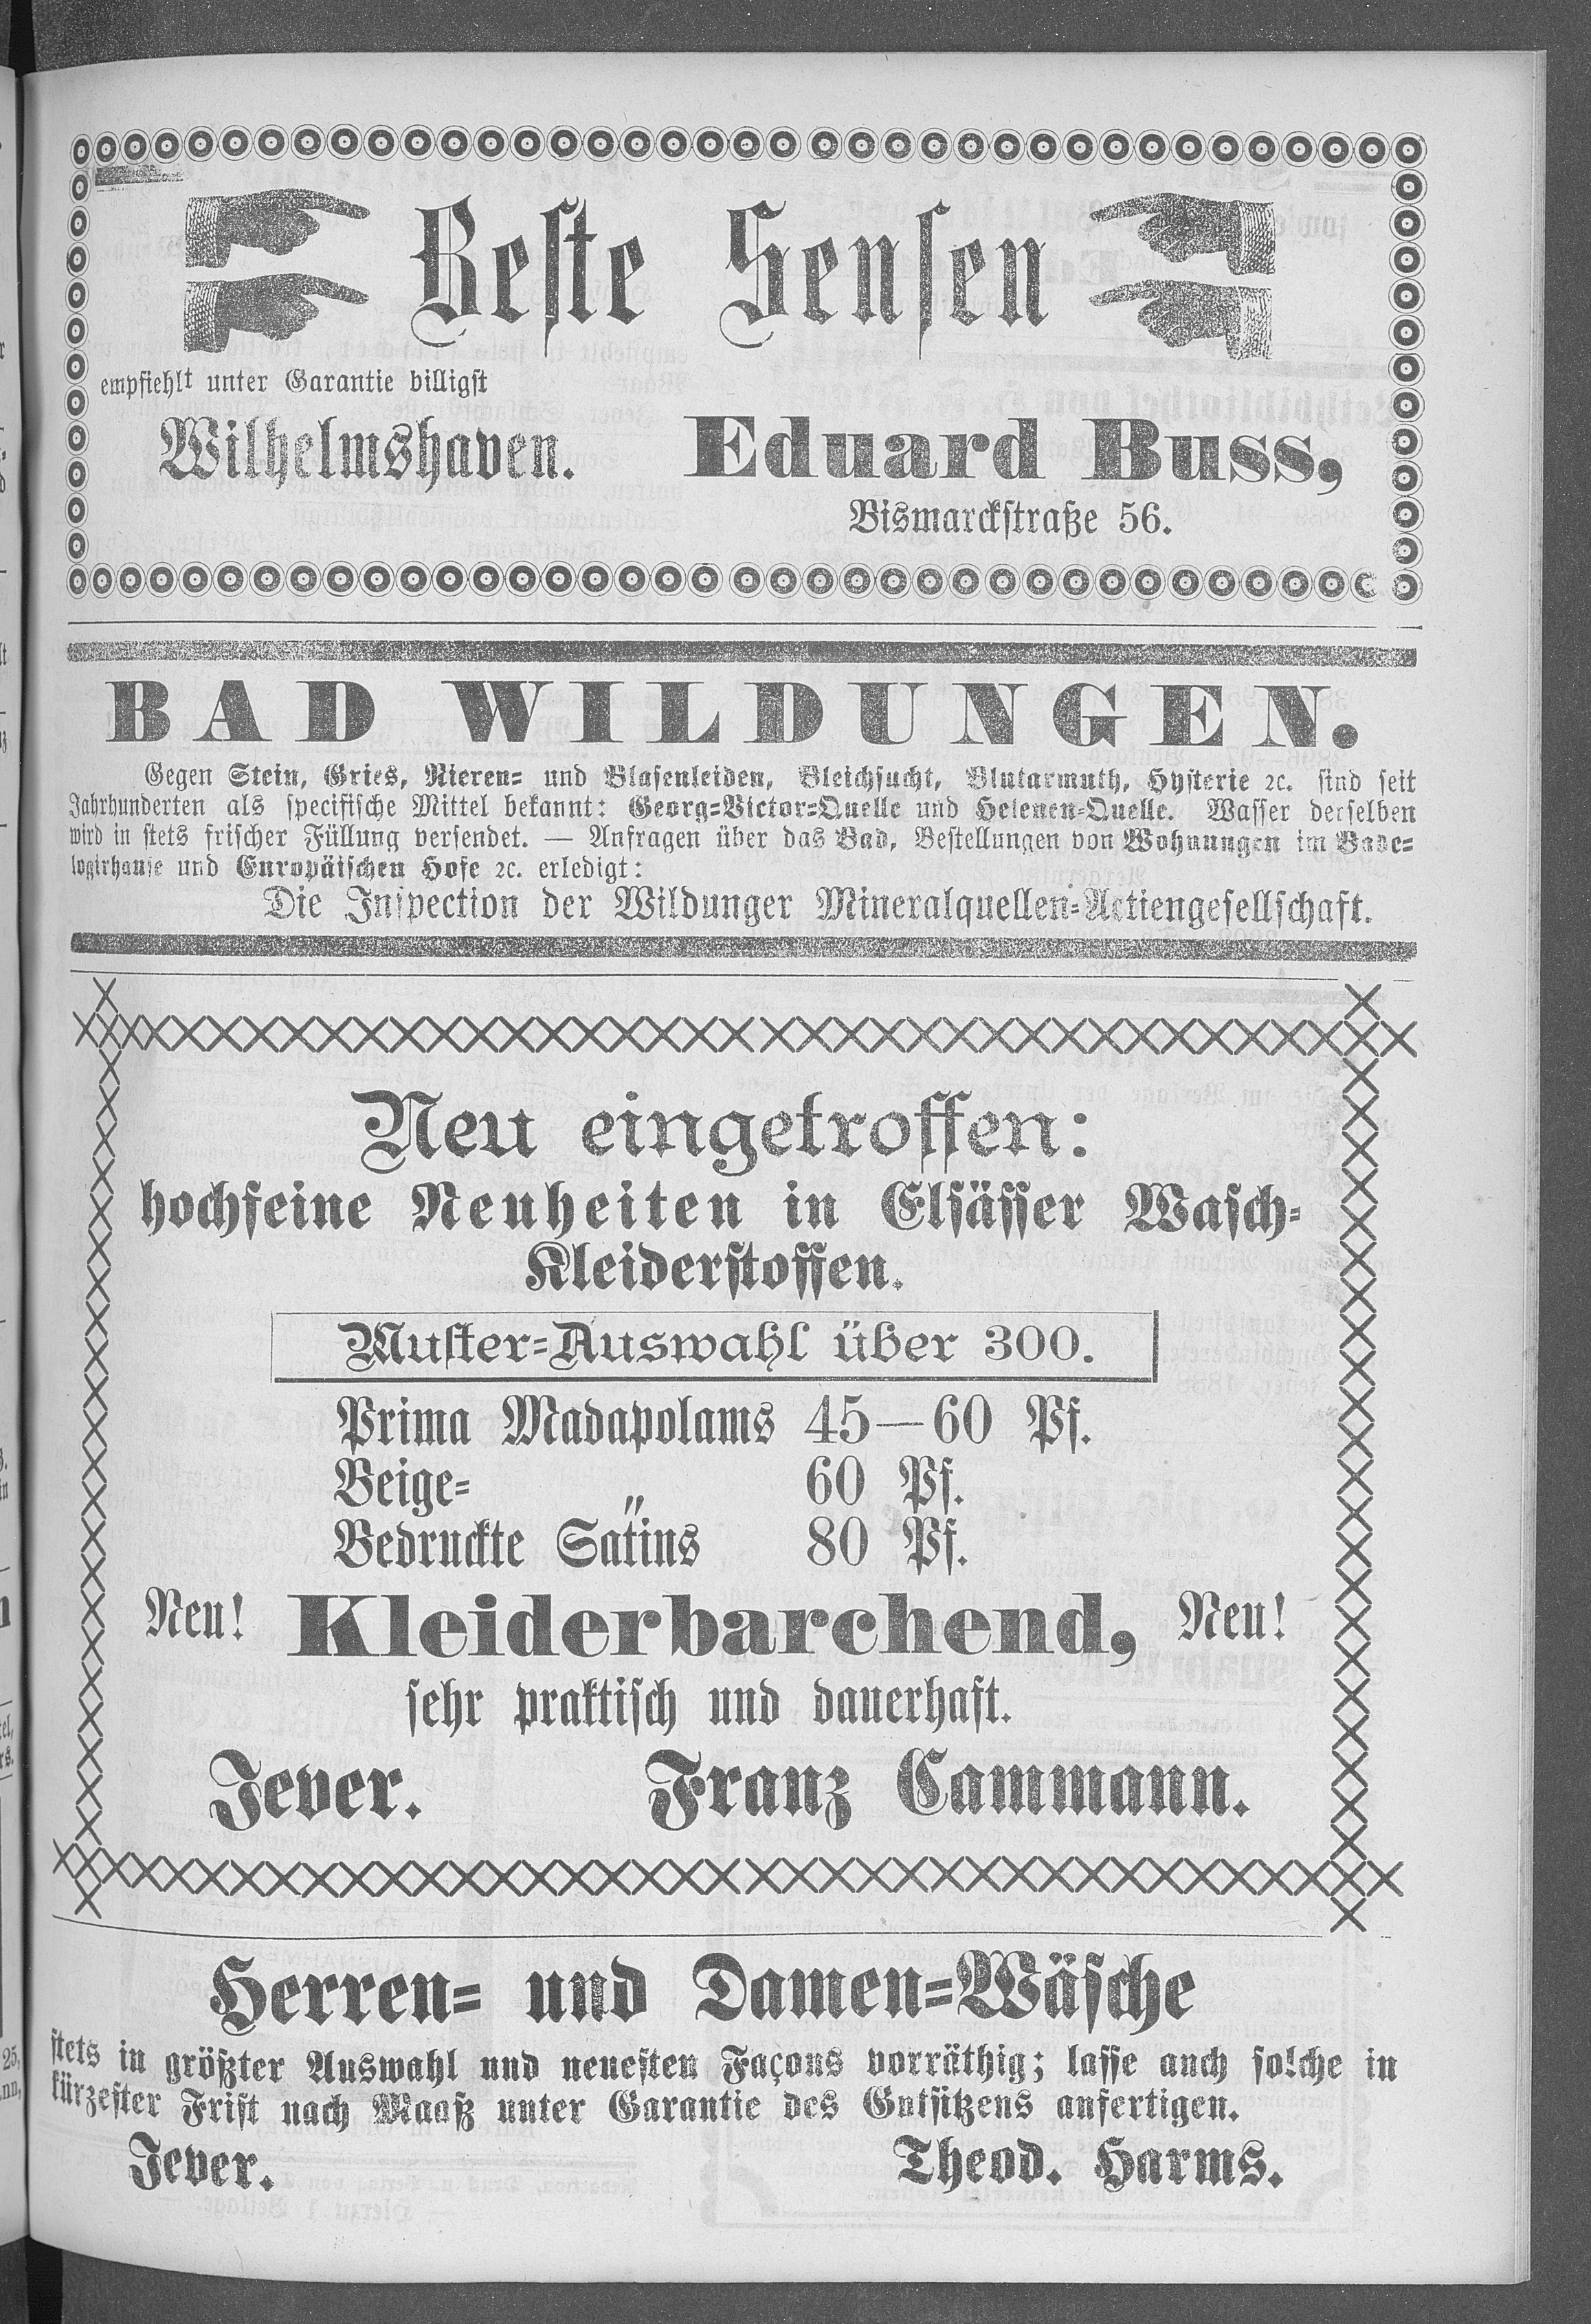 Beste Sensen
empfiehlt unter Garantie billigst
Wilhelmshaven. Eduard Buss,
Bismarckstraße 56.
BAD WILDUNGEN.
Gegen Stein, Gries, Nieren= und Blasenleiden, Bleichsucht, Blutarmuth, Hysterie ꝛc. sind seit
Jahrhunderten als specifische Mittel bekannt: Georg=Victor=Quelle und Helenen=Quelle. Wasser derselben
wird in stets frischer Füllung versendet. — Anfragen über das Bad, Bestellungen von Wohnungen im Bade=
logirhause und Europäischen Hofe ꝛc. erledigt:
Die Inspection der Wildunger Mineralquellen=Actiengesellschaft.
Neu eingetroffen:
hochfeine Neuheiten in Elsässer Wasch=
Kleiderstoffen.
Muster=Auswahl über 300.
Prima Madapolams 45—60 Pf.
Beige= „ 60 Pf.
Bedruckte Satins 80 Pf.
Neu! Kleiderbarchend, Neu!
sehr praktisch und dauerhaft.
Jever. Franz Cammann.
Herren= und Damen=Wäsche
stets in größter Auswahl und neuesten Façons vorräthig; lasse auch solche in
kürzester Frist nach Maaß unter Garantie des Gutsitzens anfertigen.
Jever. Theod. Harms.